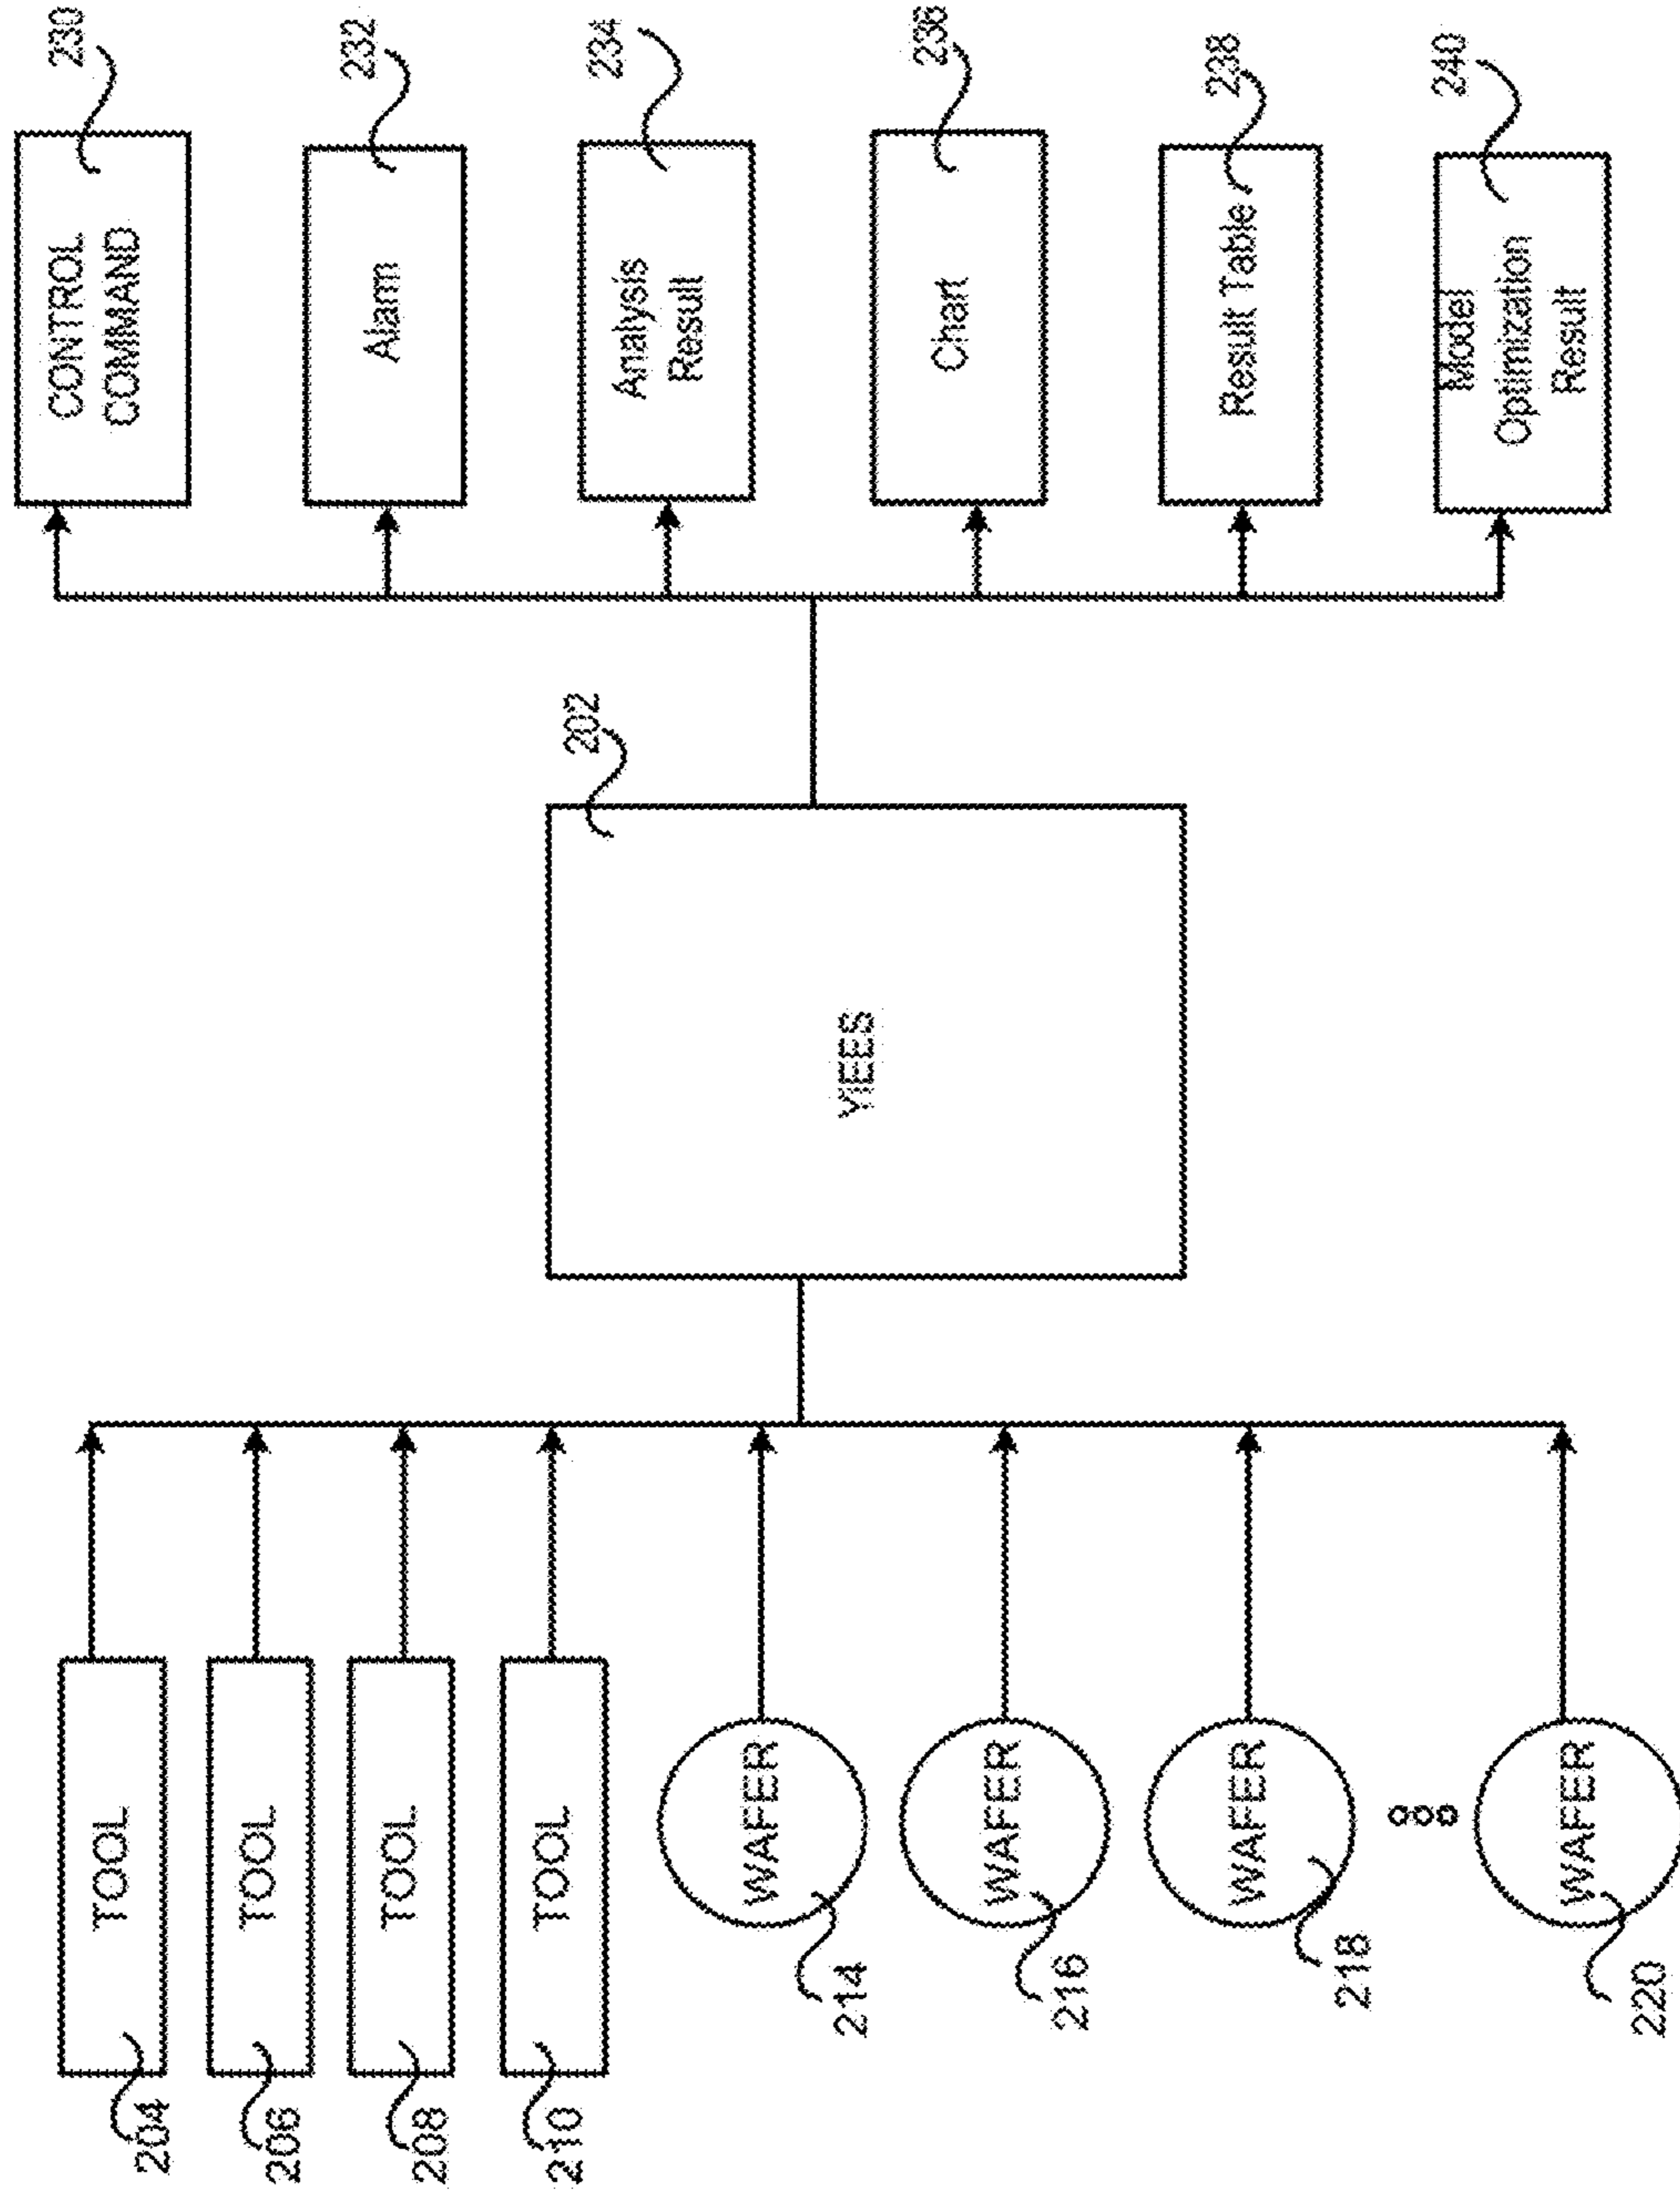 204
TOOL
206
TOOL
208
TOOL
210
TOOL
WAFER
214
WAFER
216
WAFER
218
WAFER
220
YIEES
202
CONTROL
COMMAND
230
Alarm
232
Analysis
Result
234
Chart
236
Result Table
238
Model
Optimization
Result
240